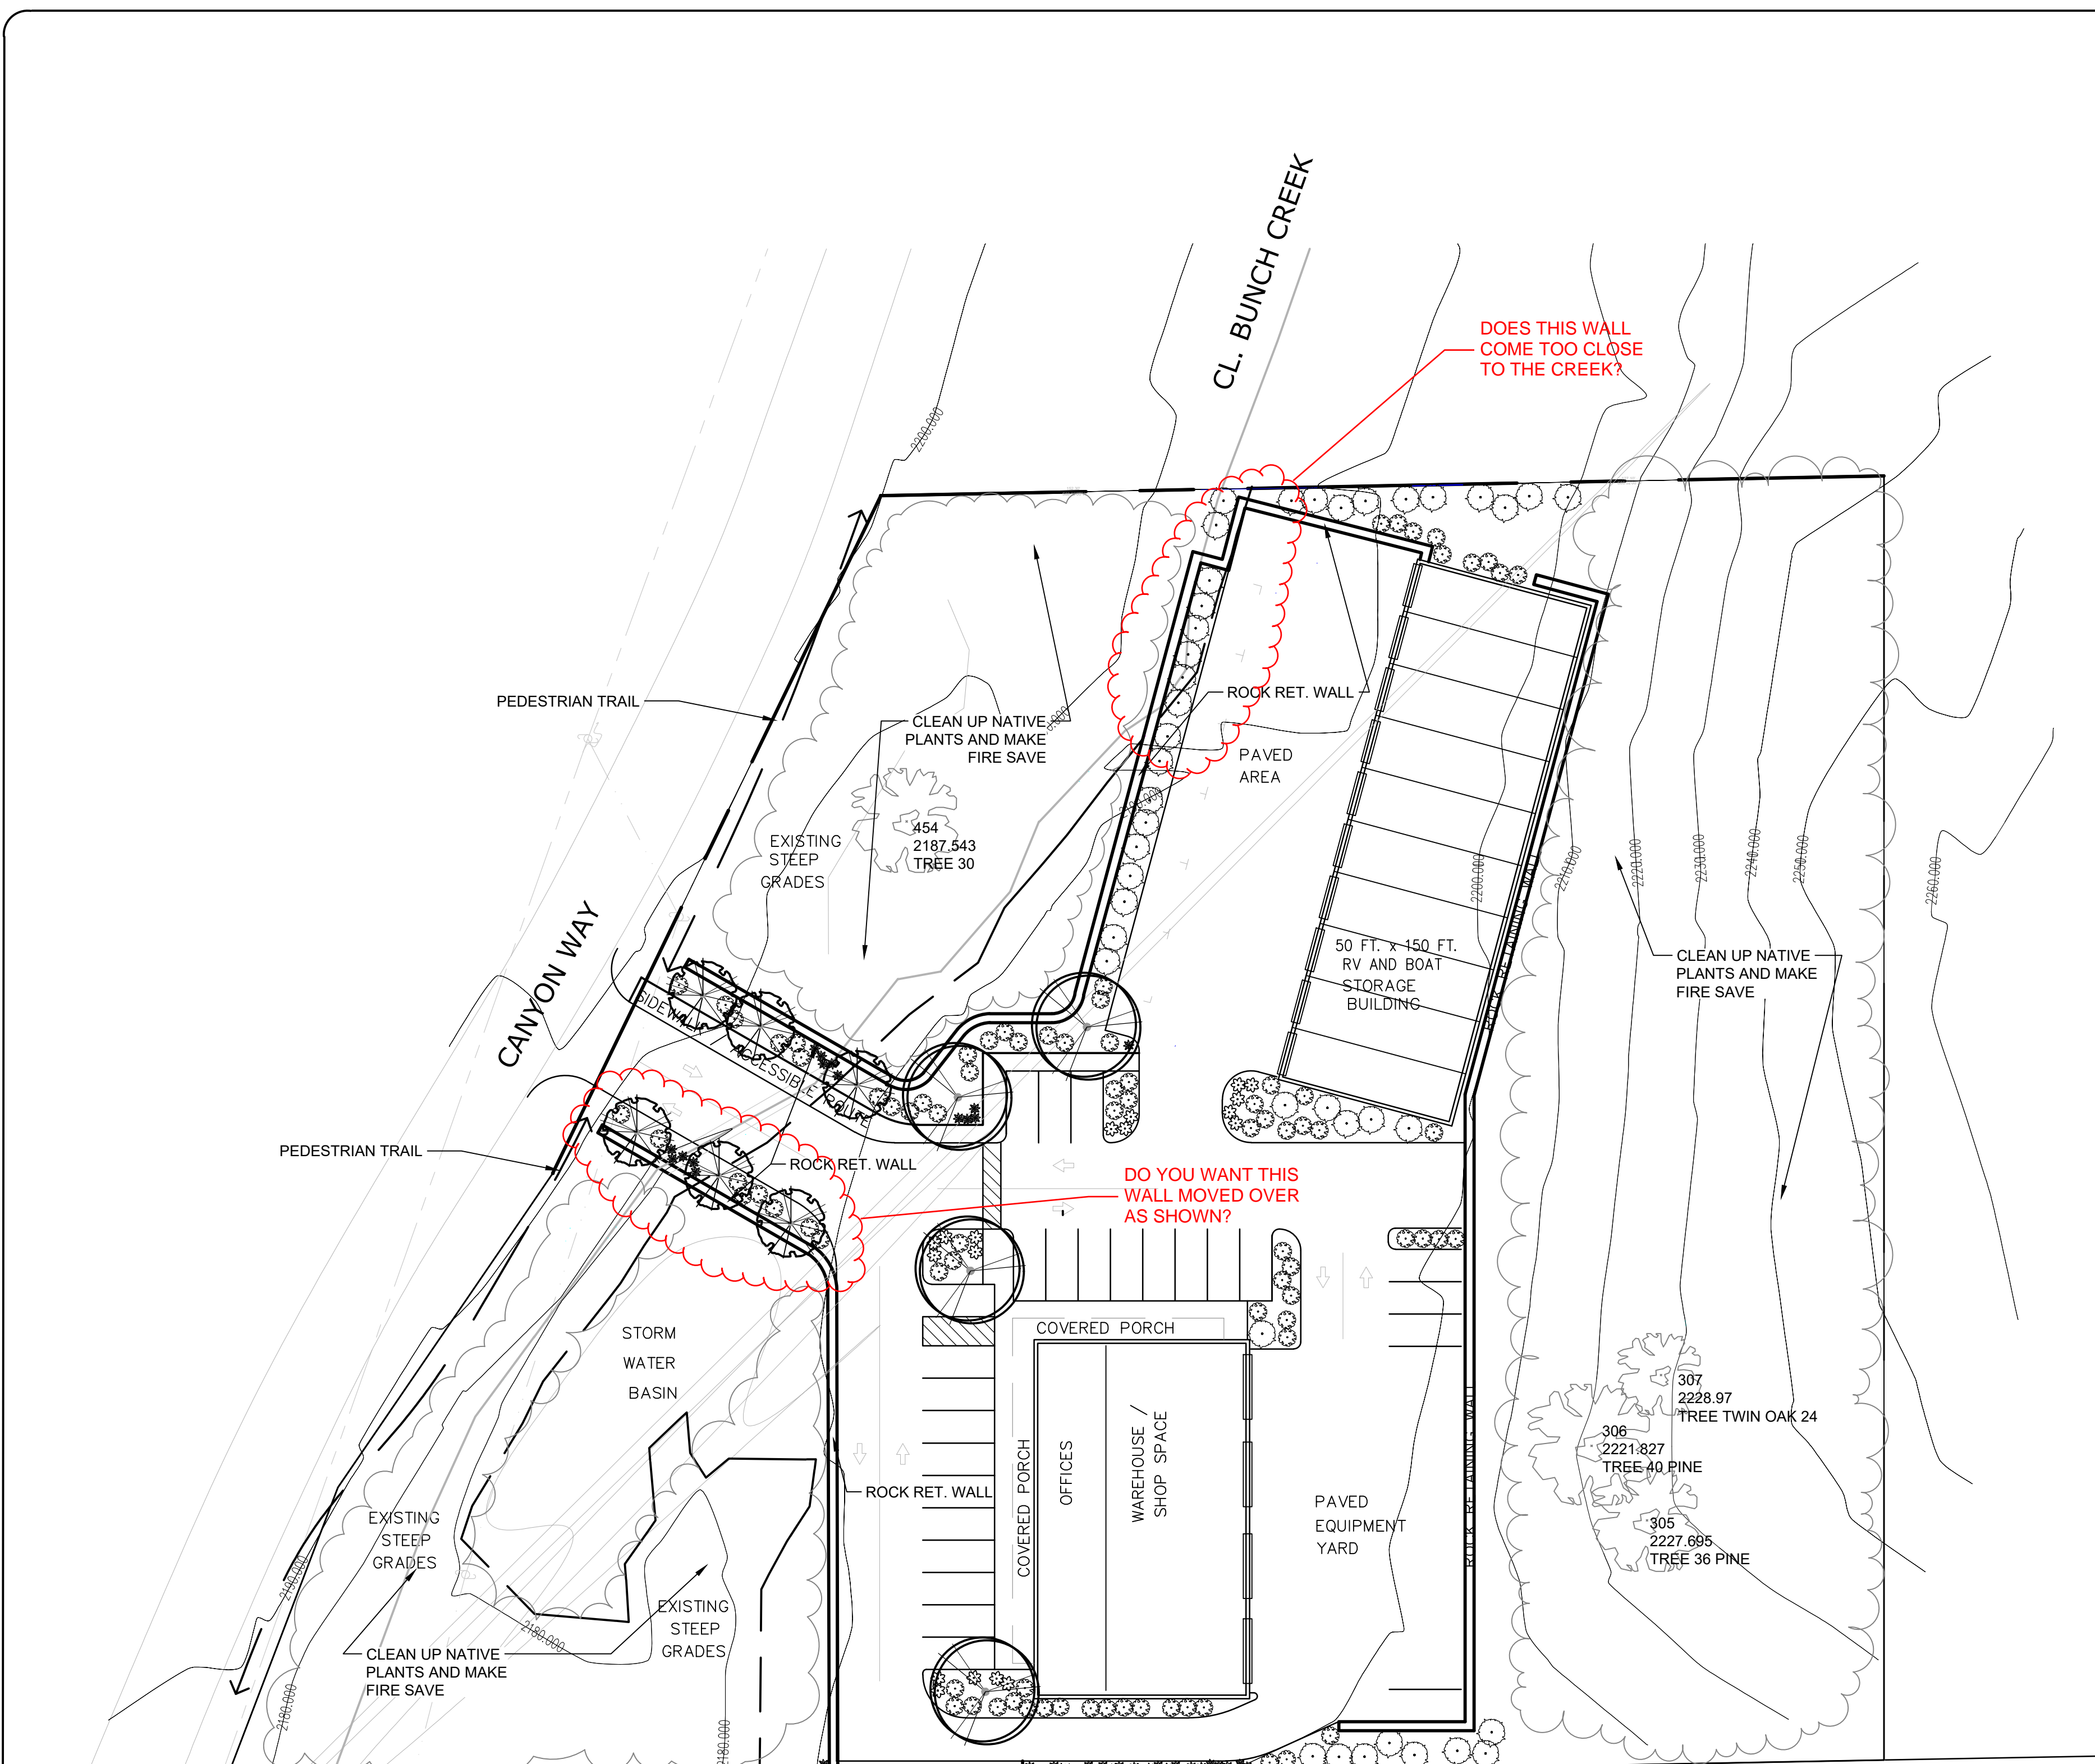 CL. BUNCH CREEK
DOES THIS WALL
COME TOO CLOSE
TO THE CREEK?
2200.000
PEDESTRIAN TRAIL
ROCK RET. WALL
CLEAN UP NATIVE
PLANTS AND MAKE
FIRE SAVE
PAVED
AREA
EXISTING
STEEP
GRADES
454
2187.543
TREE 30
2200.000
2210.000
2220.000
2230.000
2240.000
2250.000
2260.000
ROCK RETAINING WALL
50 FT. x 150 FT.
RV AND BOAT
STORAGE
BUILDING
CLEAN UP NATIVE
PLANTS AND MAKE
FIRE SAVE
CANYON WAY
SIDEWALK
ACCESSIBLE ROUTE
PEDESTRIAN TRAIL
ROCK RET. WALL
DO YOU WANT THIS
WALL MOVED OVER
AS SHOWN?
STORM
WATER
BASIN
COVERED PORCH
COVERED PORCH
OFFICES
WAREHOUSE /
SHOP SPACE
ROCK RET. WALL
PAVED
EQUIPMENT
YARD
ROCK RETAINING WALL
307
2228.97
TREE TWIN OAK 24
306
2221.827
TREE 40 PINE
305
2227.695
TREE 36 PINE
EXISTING
STEEP
GRADES
2190.000
2180.000
EXISTING
STEEP
GRADES
CLEAN UP NATIVE
PLANTS AND MAKE
FIRE SAVE
2180.000
2180.000